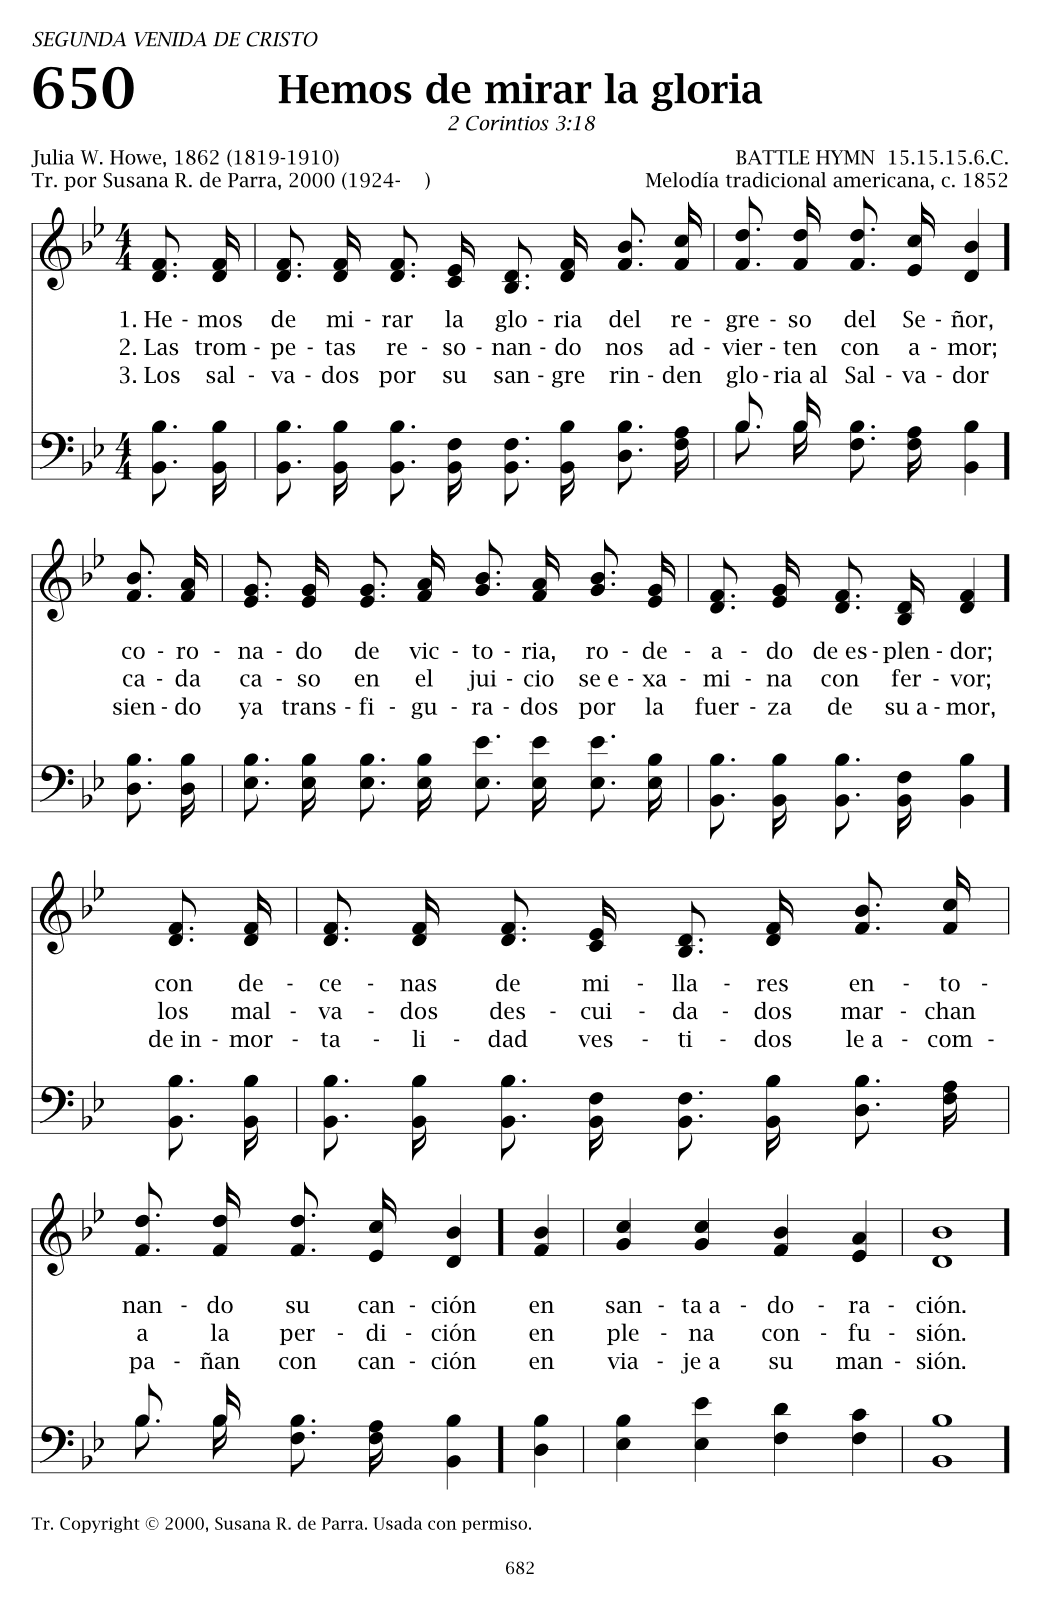 SEGUNDA VENIDA DE CRISTO
650 Hemos de mirar la gloria
2 Corintios 3:18
Julia W. Howe, 1862 (1819-1910) BATTLE HYMN 15.15.15.6.C.
Tr. por Susana R. de Parra, 2000 (1924- ) Melodía tradicional americana, c. 1852
1. He - mos de mi - rar la glo - ria del re - gre - so del Se - ñor,
2. Las trom - pe - tas re - so - nan - do nos ad - vier - ten con a - mor;
3. Los sal - va - dos por su san - gre rin - den glo - ria al Sal - va - dor
co - ro - na - do de vic - to - ria, ro - de - a - do de es - plen - dor;
ca - da ca - so en el jui - cio se e - xa - mi - na con fer - vor;
sien - do ya trans - fi - gu - ra - dos por la fuer - za de su a - mor,
con de - ce - nas de mi - lla - res en - to -
los mal - va - dos des - cui - da - dos mar - chan
de in - mor - ta - li - dad ves - ti - dos le a - com -
nan - do su can - ción en san - ta a - do - ra - ción.
a la per - di - ción en ple - na con - fu - sión.
pa - ñan con can - ción en via - je a su man - sión.
Tr. Copyright © 2000, Susana R. de Parra. Usada con permiso.
682